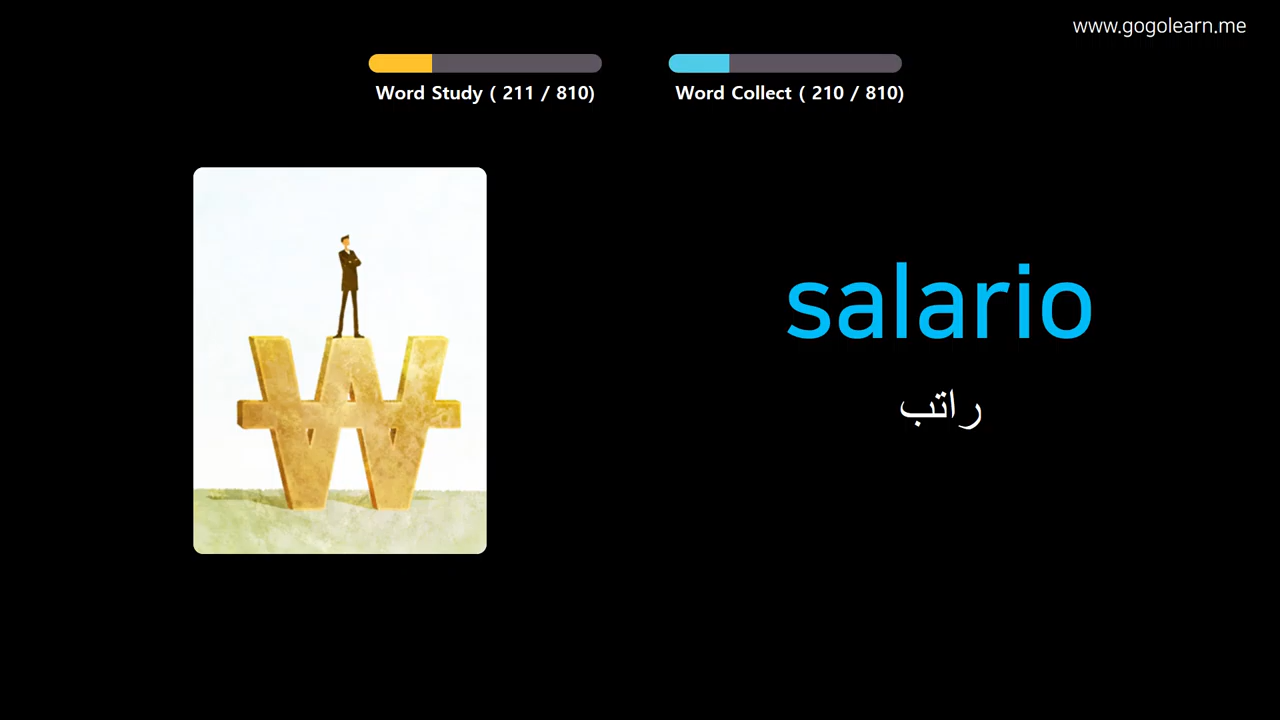 www.gogolearn.me
Word Study ( 211 / 810)
Word Collect ( 210 / 810)
salario
راتب